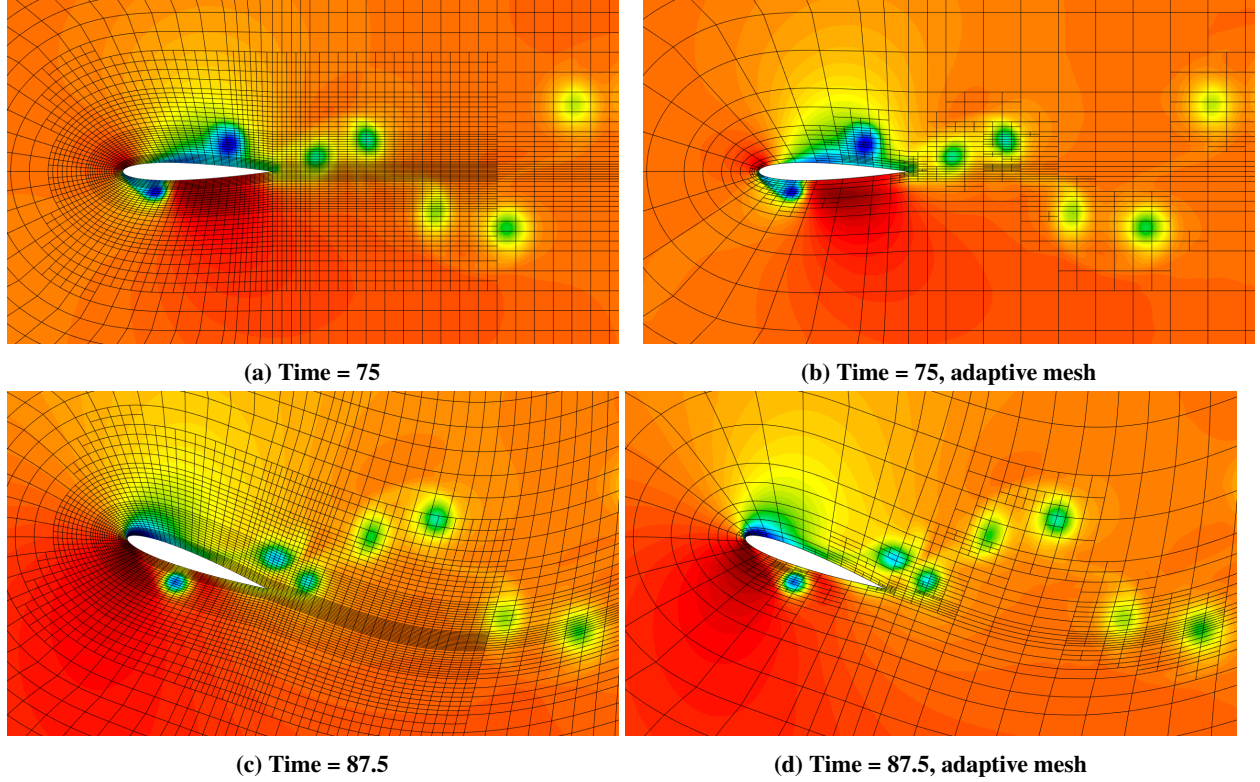 (a) Time = 75
(b) Time = 75, adaptive mesh
(c) Time = 87.5
(d) Time = 87.5, adaptive mesh